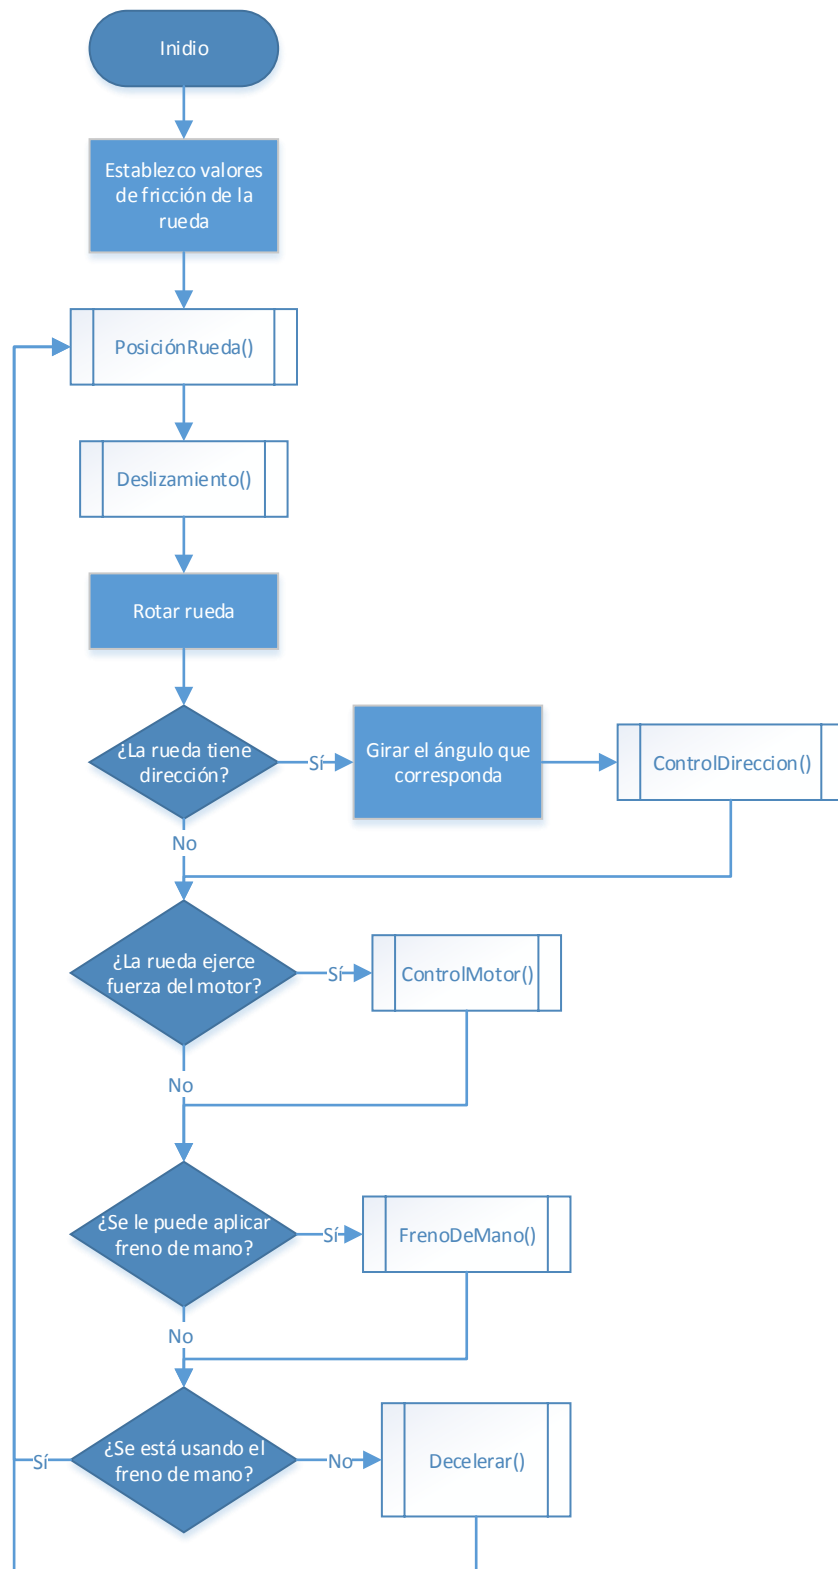 Inidio
Establezco valores
de fricción de la
rueda
PosiciónRueda()
Deslizamiento()
Rotar rueda
¿La rueda tiene
dirección?
Sí
Girar el ángulo que
corresponda
ControlDireccion()
No
¿La rueda ejerce
fuerza del motor?
Sí
ControlMotor()
No
¿Se le puede aplicar
freno de mano?
Sí
FrenoDeMano()
No
¿Se está usando el
freno de mano?
Sí
No
Decelerar()